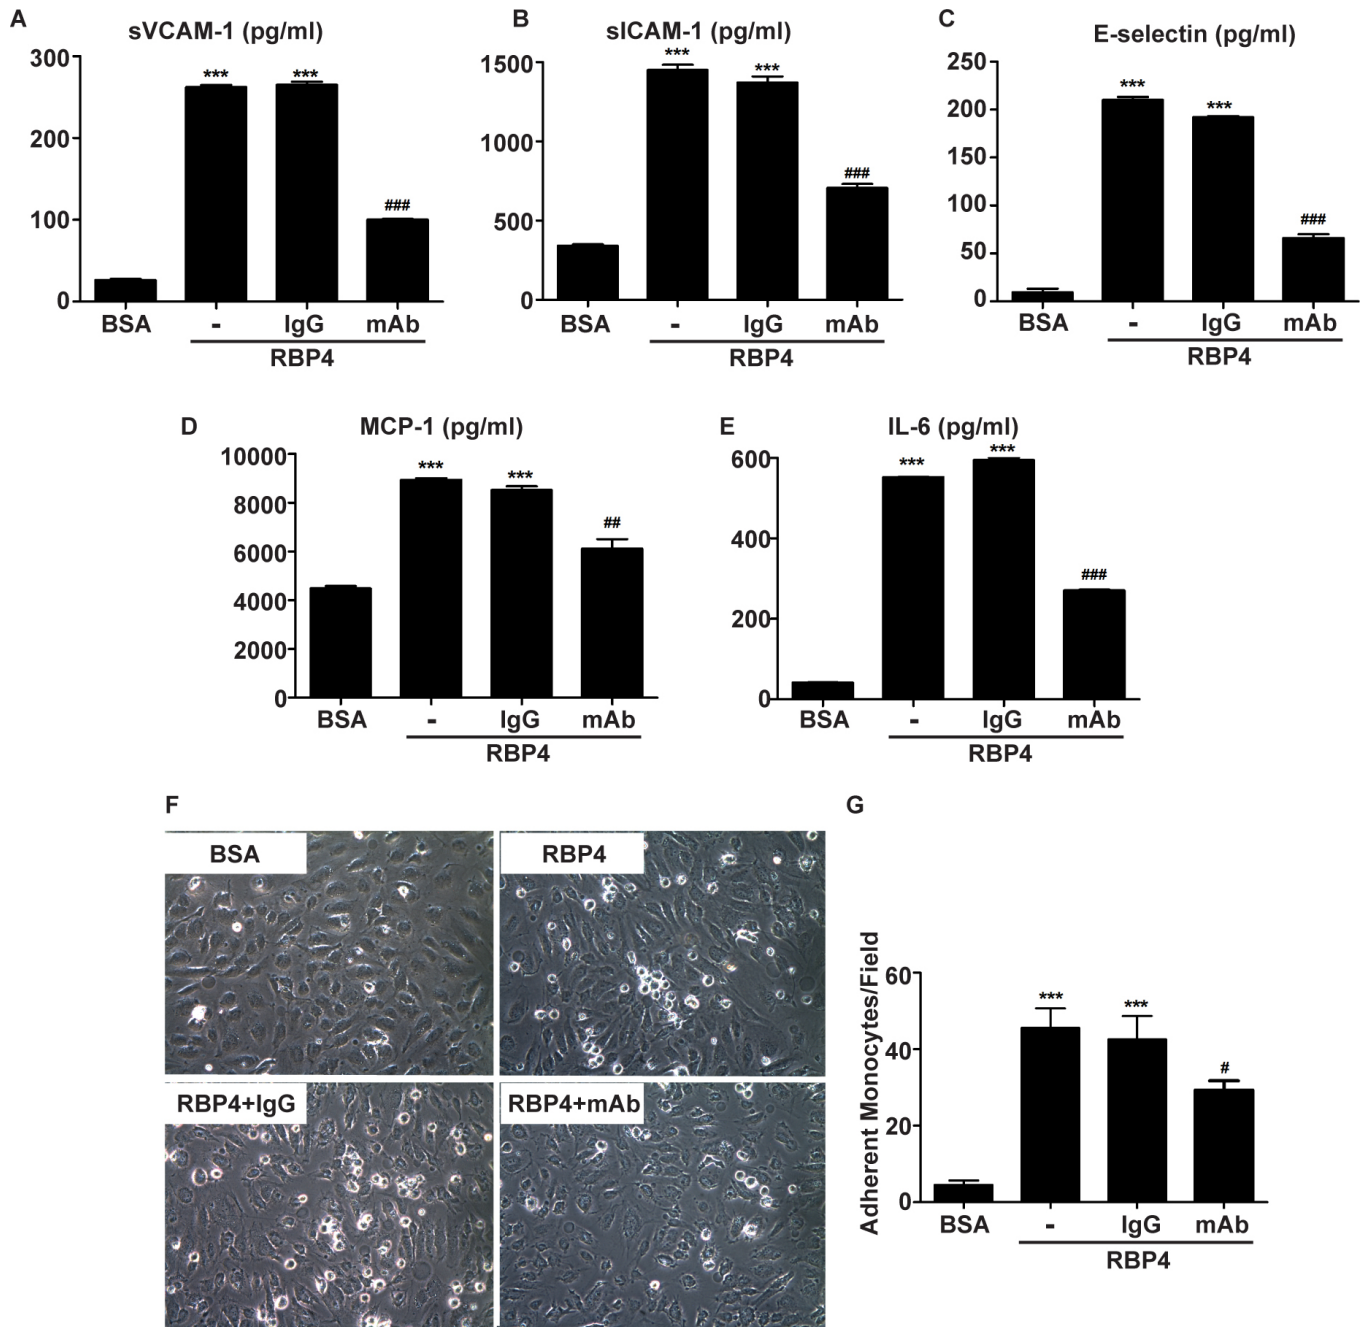 A
sVCAM-1 (pg/ml)
300
200
100
0
***
***
###
BSA
-
IgG
mAb
RBP4
B
sICAM-1 (pg/ml)
1500
1000
500
0
***
***
###
BSA
-
IgG
mAb
RBP4
C
E-selectin (pg/ml)
250
200
150
100
50
0
***
***
###
BSA
-
IgG
mAb
RBP4
D
MCP-1 (pg/ml)
10000
8000
6000
4000
2000
0
***
***
##
BSA
-
IgG
mAb
RBP4
E
IL-6 (pg/ml)
600
400
200
0
***
***
###
BSA
-
IgG
mAb
RBP4
F
BSA
RBP4
RBP4+IgG
RBP4+mAb
G
Adherent Monocytes/Field
60
40
20
0
***
***
#
BSA
-
IgG
mAb
RBP4